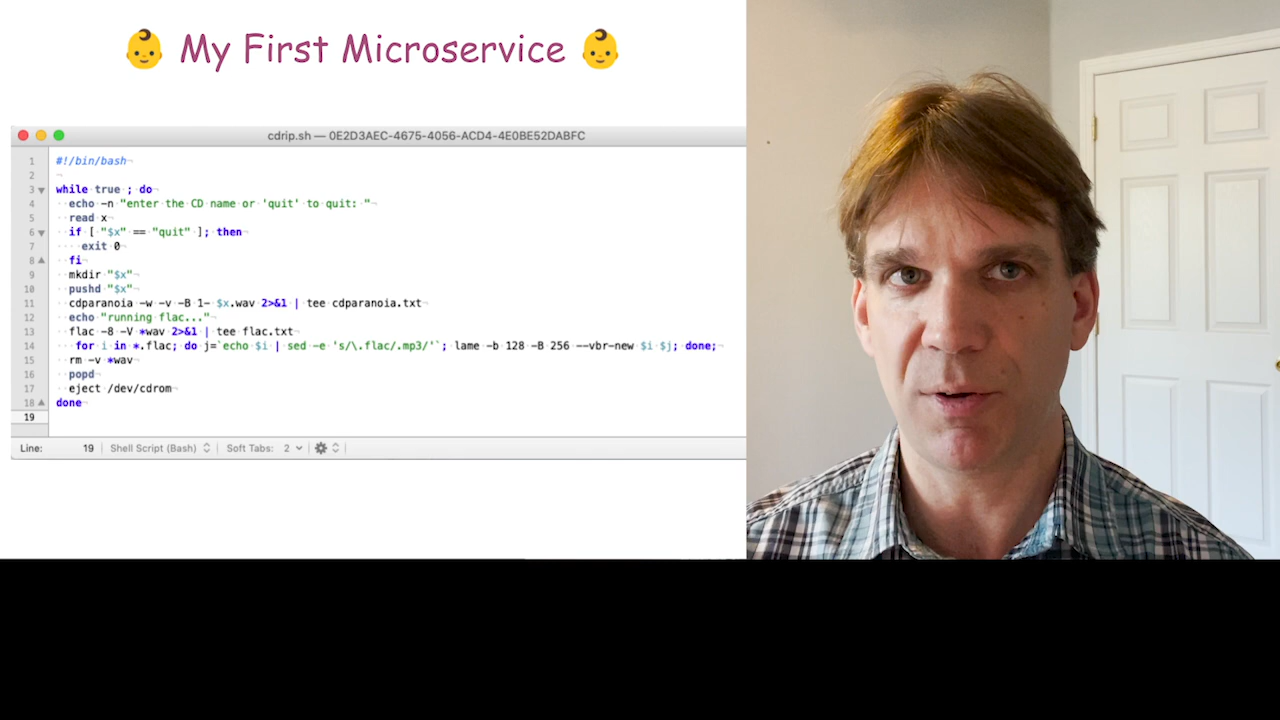 👶 My First Microservice 👶
cdrip.sh — 0E2D3AEC-4675-4056-ACD4-4E0BE52DABFC
1 #!/bin/bash
2
3 while true ; do
4 echo -n "enter the CD name or 'quit' to quit: "
5 read x
6 if [ "$x" == "quit" ]; then
7 exit 0
8 fi
9 mkdir "$x"
10 pushd "$x"
11 cdparanoia -w -v -B 1- $x.wav 2>&1 | tee cdparanoia.txt
12 echo "running flac..."
13 flac -8 -V *wav 2>&1 | tee flac.txt
14 for i in *.flac; do j=`echo $i | sed -e 's/\.flac/.mp3/'`; lame -b 128 -B 256 --vbr-new $i $j; done;
15 rm -v *wav
16 popd
17 eject /dev/cdrom
18 done
19
Line: 19 Shell Script (Bash) Soft Tabs: 2